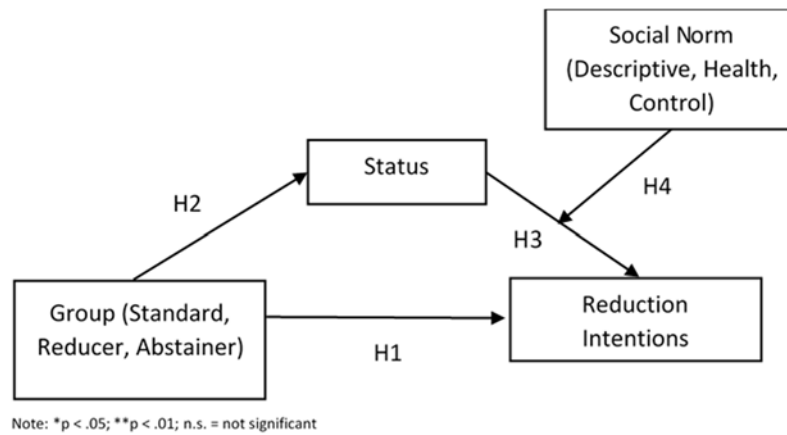 Social Norm
(Descriptive, Health,
Control)
Status
H2
H4
H3
Group (Standard,
Reducer, Abstainer)
Reduction
Intentions
H1
Note: *p < .05; **p < .01; n.s. = not significant